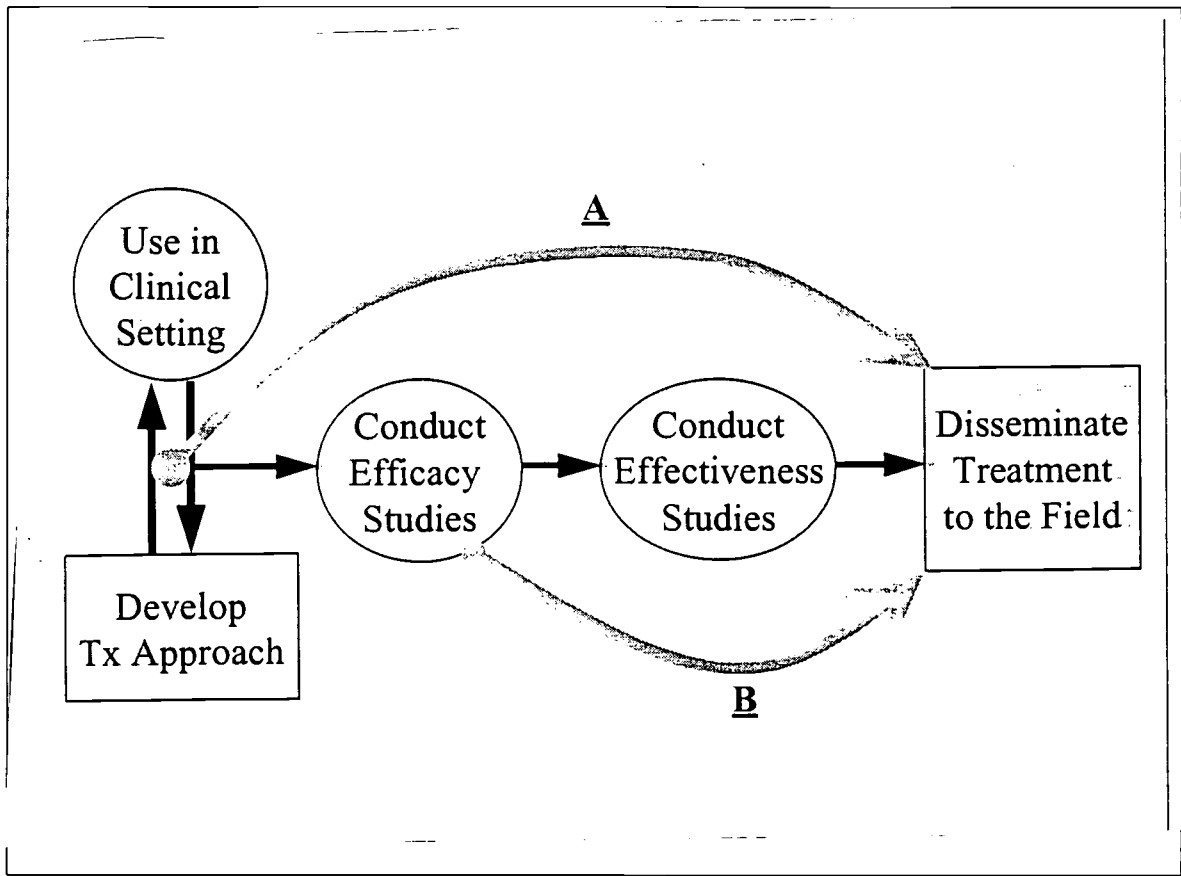 A
Use in
Clinical
Setting
Conduct
Efficacy
Studies
Conduct
Effectiveness
Studies
Disseminate
Treatment
to the Field
Develop
Tx Approach
B